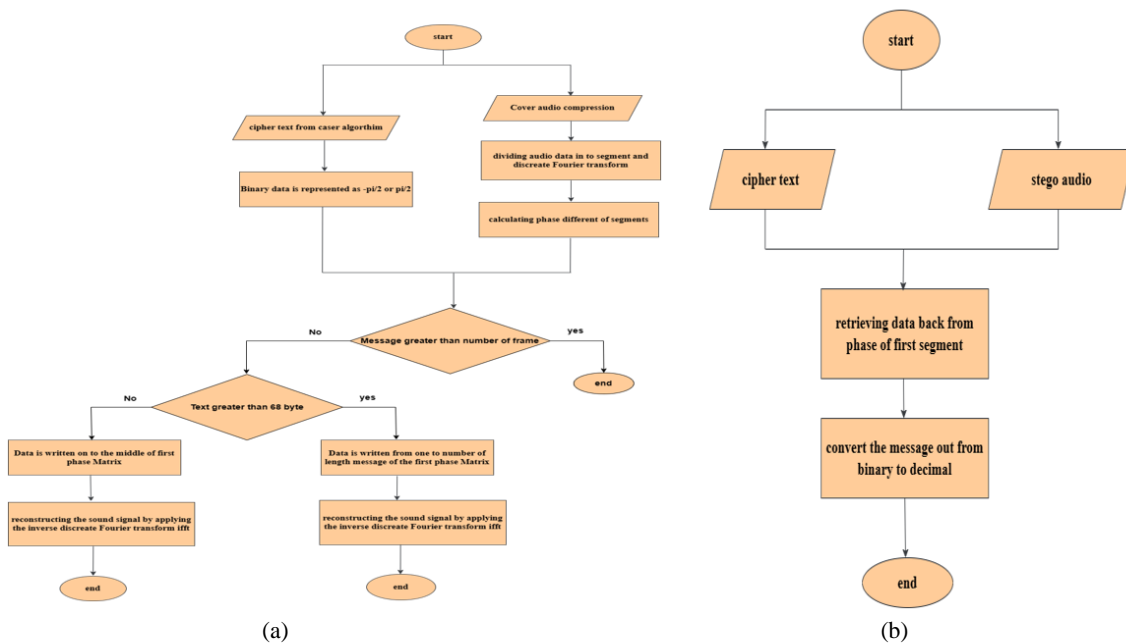 start
cipher text from caser algorthim
Cover audio compression
Binary data is represented as -pi/2 or pi/2
dividing audio data in to segment and
discreate Fourier transform
calculating phase different of segments
Message greater than number of frame
No
yes
end
Text greater than 68 byte
No
yes
Data is written on to the middle of first
phase Matrix
Data is written from one to number of
length message of the first phase Matrix
reconstructing the sound signal by applying
the inverse discreate Fourier transform ifft
reconstructing the sound signal by applying
the inverse discreate Fourier transform ifft
end
end
(a)
start
cipher text
stego audio
retrieving data back from
phase of first segment
convert the message out from
binary to decimal
end
(b)